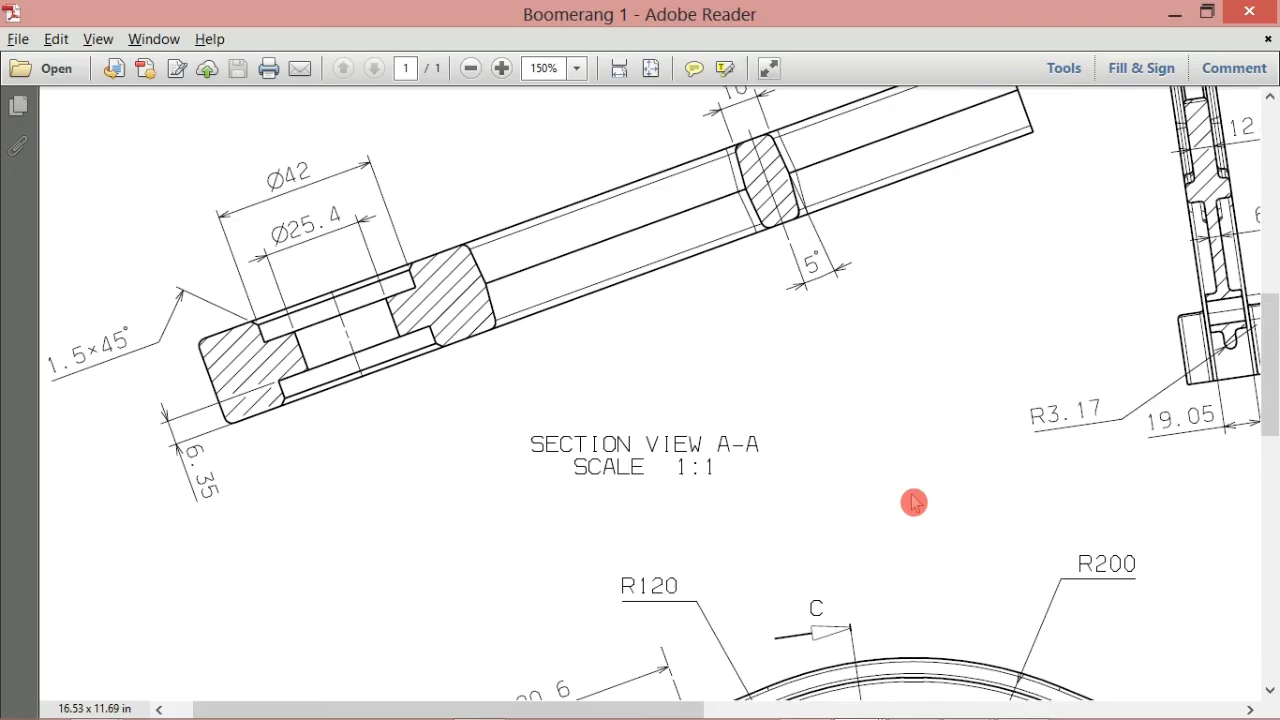 Boomerang 1 - Adobe Reader
File Edit View Window Help
Open 1 / 1 150% Tools Fill & Sign Comment
10
12
Ø42
Ø25.4
5°
1.5×45°
6.35
R3.17
19.05
SECTION VIEW A-A
SCALE 1:1
R120
R200
C
16.53 x 11.69 in